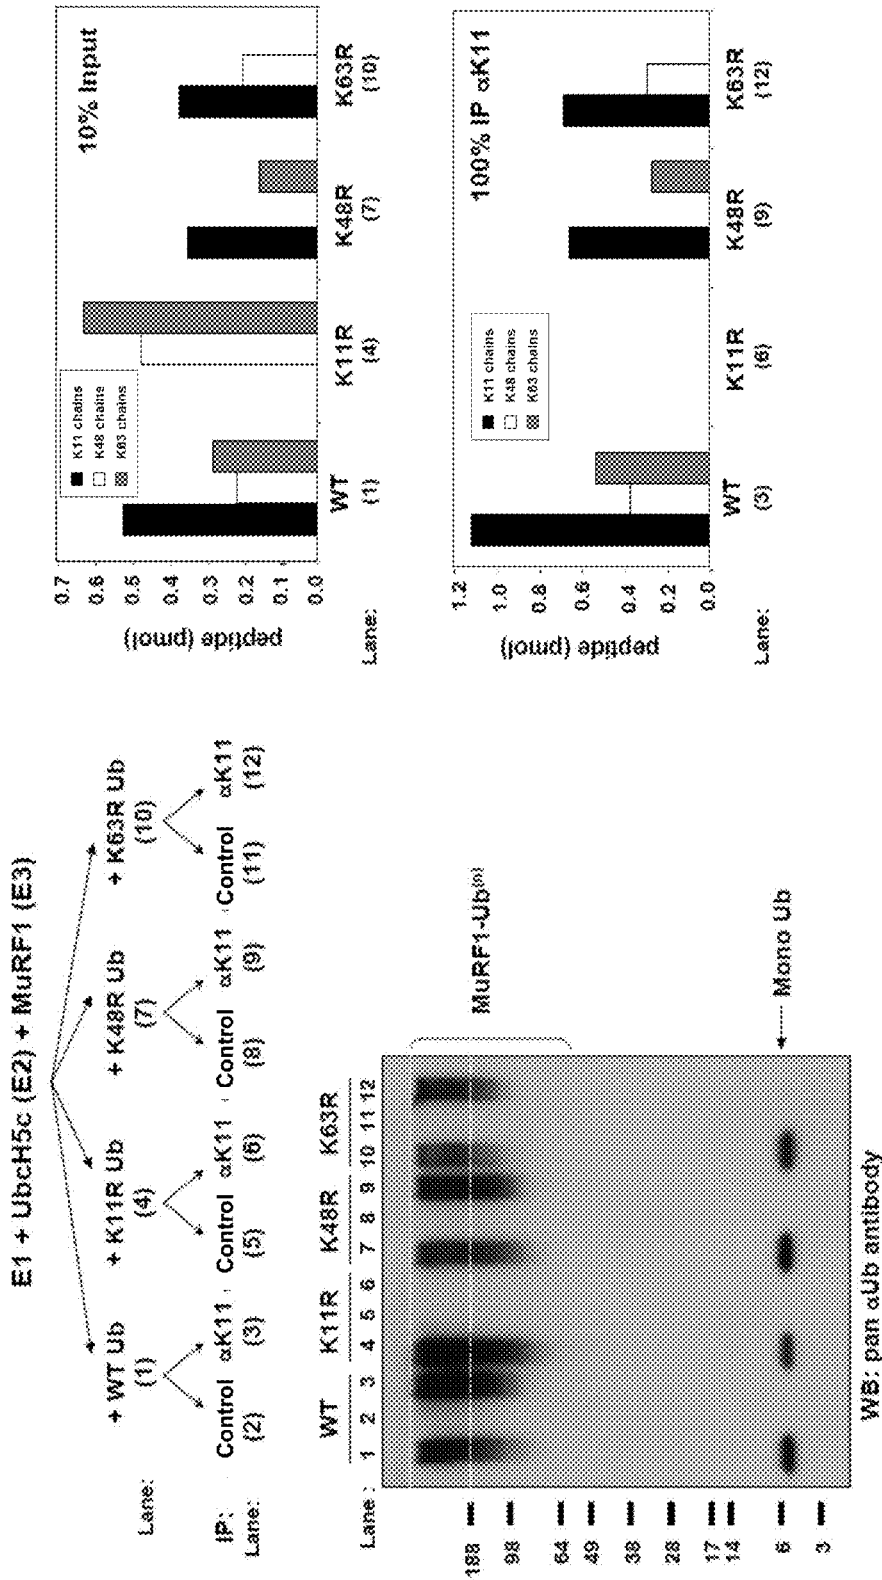 E1 + UbcH5c (E2) + MuRF1 (E3)
+ WT Ub + K11R Ub + K48R Ub + K63R Ub
Lane: (1) (4) (7) (10)
IP: Control αK11 Control αK11 Control αK11 Control αK11
Lane: (2) (3) (5) (6) (8) (9) (11) (12)
WT K11R K48R K63R
Lane: 1 2 3 4 5 6 7 8 9 10 11 12
188
98
64
49
38
28
17
14
6
3
MuRF1-Ub(n)
Mono Ub
WB: pan αUb antibody
10% Input
K11 chains
K48 chains
K63 chains
peptide (pmol)
0.7
0.6
0.5
0.4
0.3
0.2
0.1
0.0
WT K11R K48R K63R
Lane: (1) (4) (7) (10)
100% IP αK11
K11 chains
K48 chains
K63 chains
peptide (pmol)
1.2
1.0
0.8
0.6
0.4
0.2
0.0
WT K11R K48R K63R
Lane: (3) (6) (9) (12)